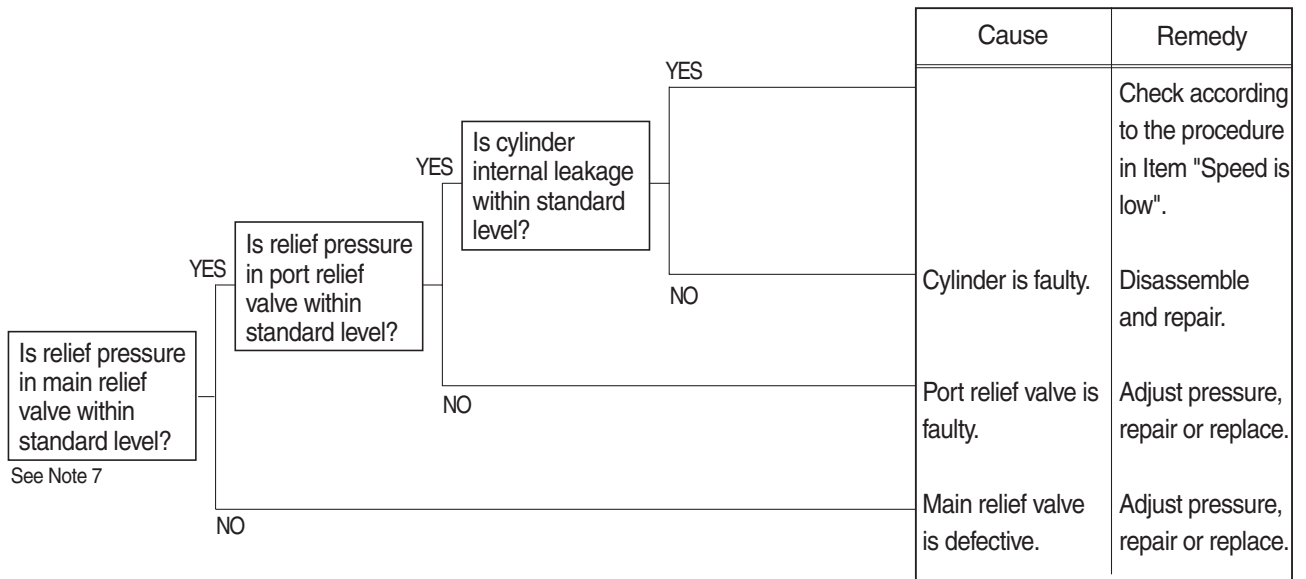 Cause
Remedy
YES
Check according
to the procedure
in Item "Speed is
low".
Is cylinder
internal leakage
within standard
level?
YES
NO
Cylinder is faulty.
Disassemble
and repair.
Is relief pressure
in port relief
valve within
standard level?
YES
NO
Port relief valve is
faulty.
Adjust pressure,
repair or replace.
Is relief pressure
in main relief
valve within
standard level?
See Note 7
NO
Main relief valve
is defective.
Adjust pressure,
repair or replace.